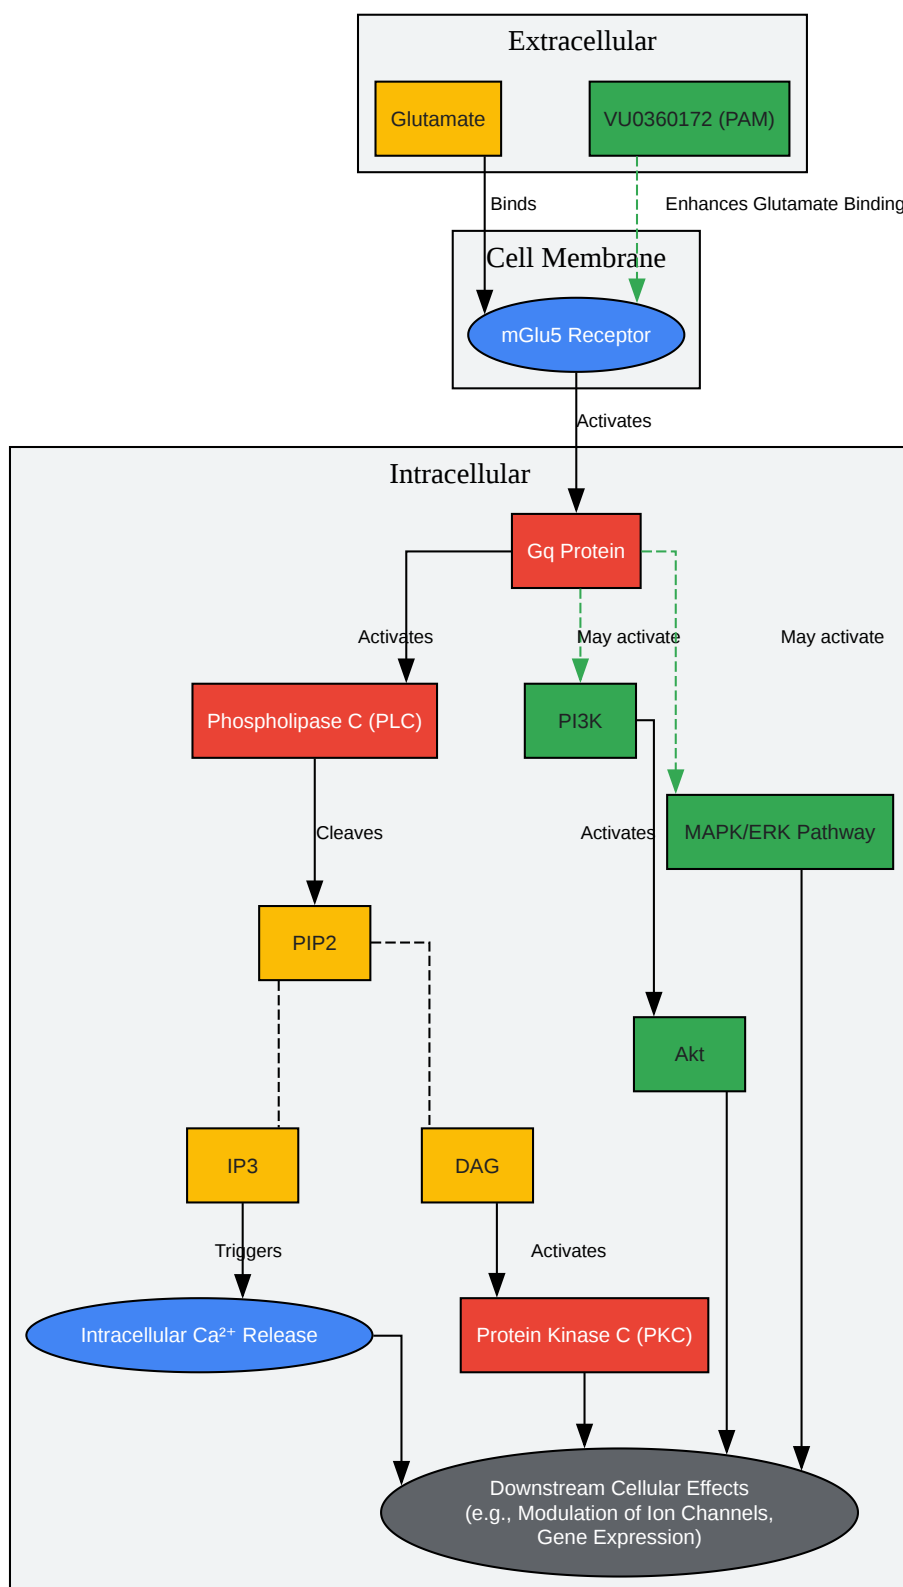 Extracellular
Glutamate
VU0360172 (PAM)
Binds
Enhances Glutamate Binding
Cell Membrane
mGlu5 Receptor
Activates
Intracellular
Gq Protein
Activates
May activate
May activate
Phospholipase C (PLC)
PI3K
Cleaves
Activates
MAPK/ERK Pathway
PIP2
Akt
IP3
DAG
Triggers
Activates
Intracellular Ca²⁺ Release
Protein Kinase C (PKC)
Downstream Cellular Effects
(e.g., Modulation of Ion Channels,
Gene Expression)